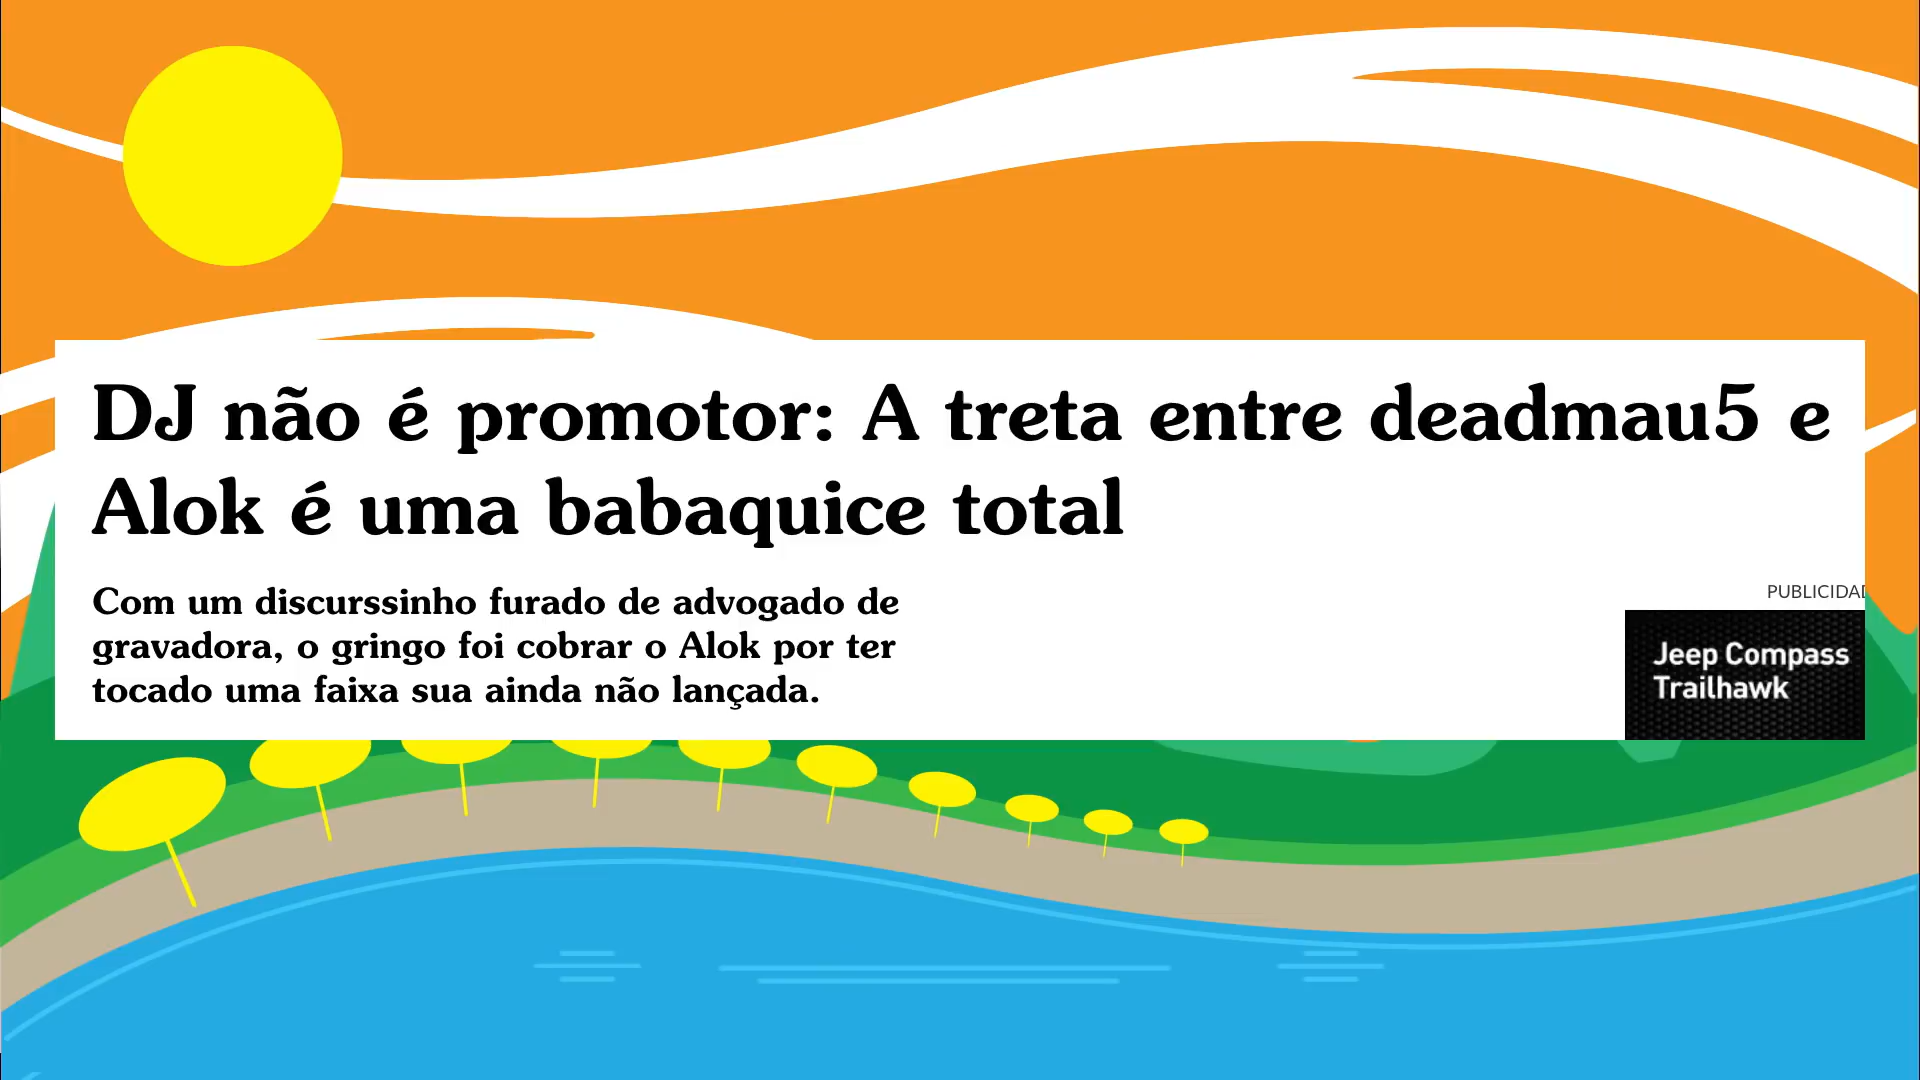 DJ não é promotor: A treta entre deadmau5 e
Alok é uma babaquice total
Com um discurssinho furado de advogado de
gravadora, o gringo foi cobrar o Alok por ter
tocado uma faixa sua ainda não lançada.
PUBLICIDAD
Jeep Compass
Trailhawk